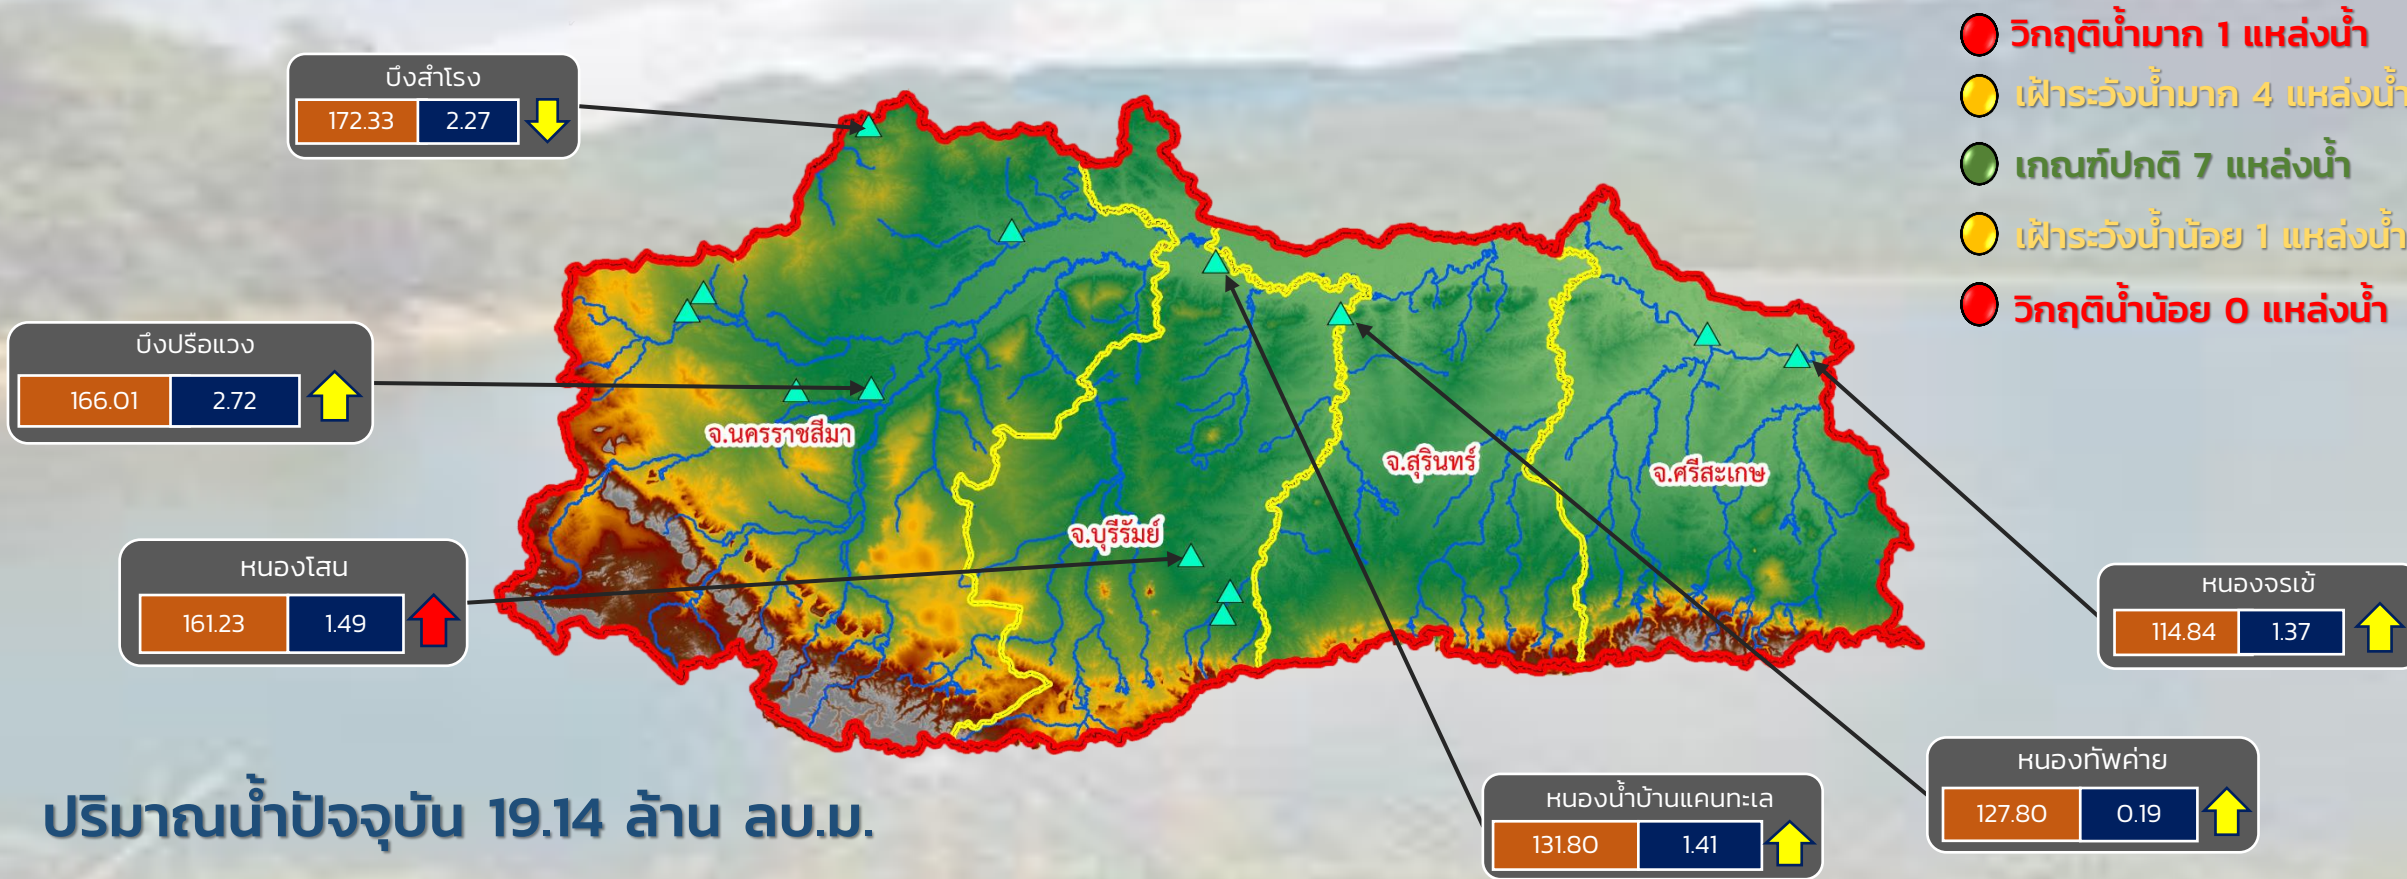 วิกฤติน้ำมาก 1 แหล่งน้ำ
เฝ้าระวังน้ำมาก 4 แหล่งน้ำ
เกณฑ์ปกติ 7 แหล่งน้ำ
เฝ้าระวังน้ำน้อย 1 แหล่งน้ำ
วิกฤติน้ำน้อย 0 แหล่งน้ำ
บึงสำโรง
172.33 2.27
บึงปรือแวง
166.01 2.72
หนองโสน
161.23 1.49
จ.นครราชสีมา
จ.บุรีรัมย์
จ.สุรินทร์
จ.ศรีสะเกษ
หนองจรเข้
114.84 1.37
หนองทัพค่าย
127.80 0.19
หนองน้ำบ้านแคนทะเล
131.80 1.41
ปริมาณน้ำปัจจุบัน 19.14 ล้าน ลบ.ม.